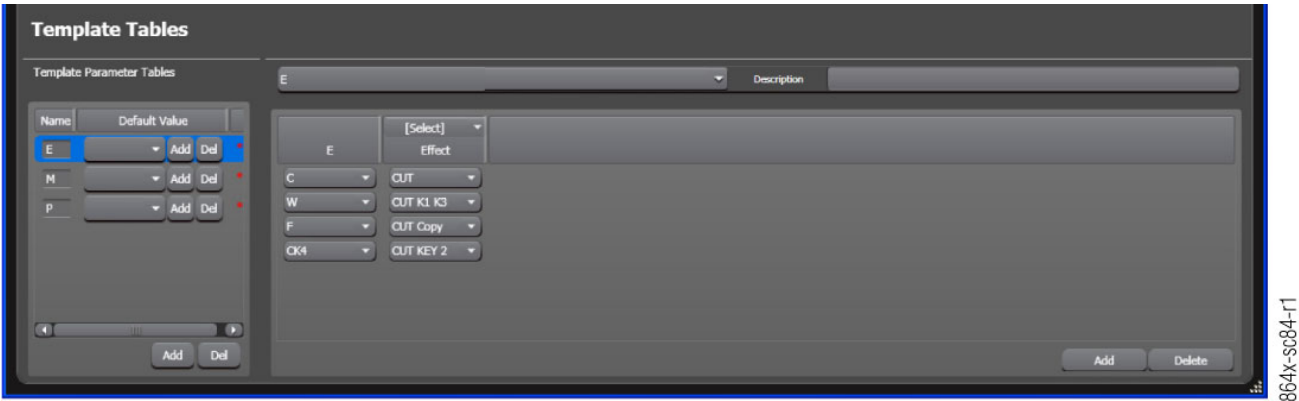 Template Tables
Template Parameter Tables
E
Description
Name Default Value
E Add Del *
M Add Del *
P Add Del *
Add Del
[Select]
E Effect
C CUT
W CUT K1 K3
F CUT Copy
CK4 CUT KEY 2
Add Delete
864x-sc84-r1